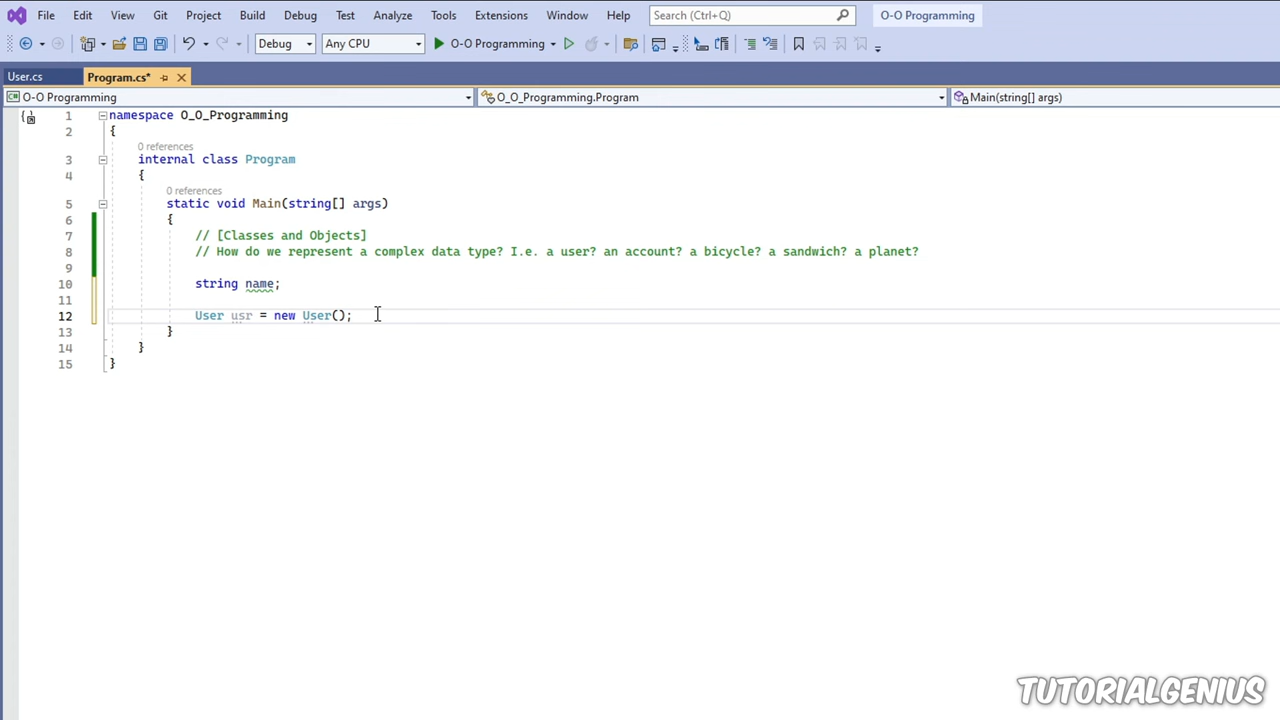 File Edit View Git Project Build Debug Test Analyze Tools Extensions Window Help Search (Ctrl+Q) O-O Programming
Debug Any CPU O-O Programming
User.cs Program.cs*
C# O-O Programming O_O_Programming.Program Main(string[] args)
1 namespace O_O_Programming
2 {
0 references
3 internal class Program
4 {
0 references
5 static void Main(string[] args)
6 {
7 // [Classes and Objects]
8 // How do we represent a complex data type? I.e. a user? an account? a bicycle? a sandwich? a planet?
9
10 string name;
11
12 User usr = new User();
13 }
14 }
15 }
TUTORIALGENIUS